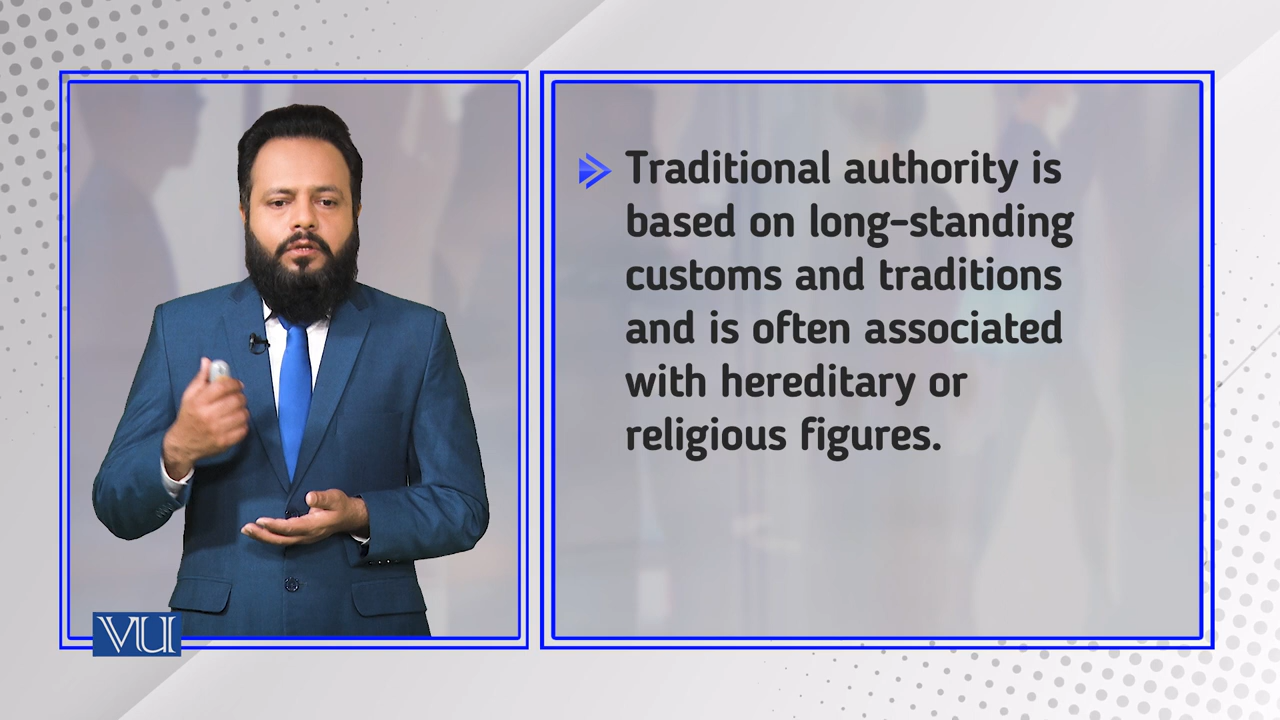 Traditional authority is
based on long-standing
customs and traditions
and is often associated
with hereditary or
religious figures.
VU